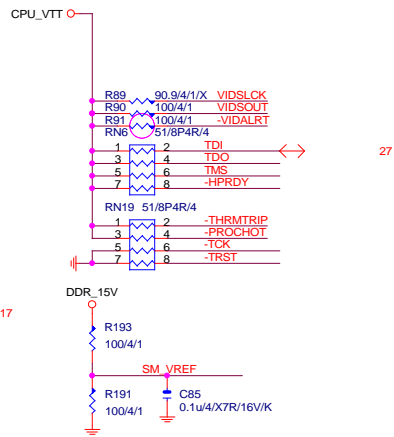 CPU_VTT
R89 90.9/4/1/X VIDSLCK
R90 100/4/1 VIDSOUT
R91 100/4/1 -VIDALRT
RN6 51/8P4R/4
1 2 TDI
27
3 4 TDO
5 6 TMS
7 8 -HPRDY
RN19 51/8P4R/4
1 2 -THRMTRIP
3 4 -PROCHOT
5 6 -TCK
7 8 -TRST
DDR_15V
17
R193
100/4/1
SM_VREF
R191
100/4/1
C85
0.1u/4/X7R/16V/K